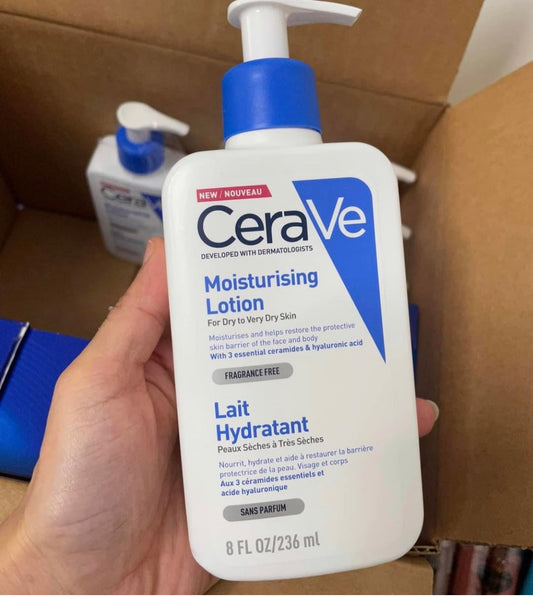 NEW / NOUVEAU
CeraVe
DEVELOPED WITH DERMATOLOGISTS
Moisturising
Lotion
For Dry to Very Dry Skin
Moisturises and helps restore the protective
skin barrier of the face and body
With 3 essential ceramides & hyaluronic acid
FRAGRANCE FREE
Lait
Hydratant
Peaux Sèches à Très Sèches
Nourrit, hydrate et aide à restaurer la barrière
protectrice de la peau. Visage et corps
Aux 3 céramides essentiels et
acide hyaluronique
SANS PARFUM
8 FL OZ/236 ml
Cera